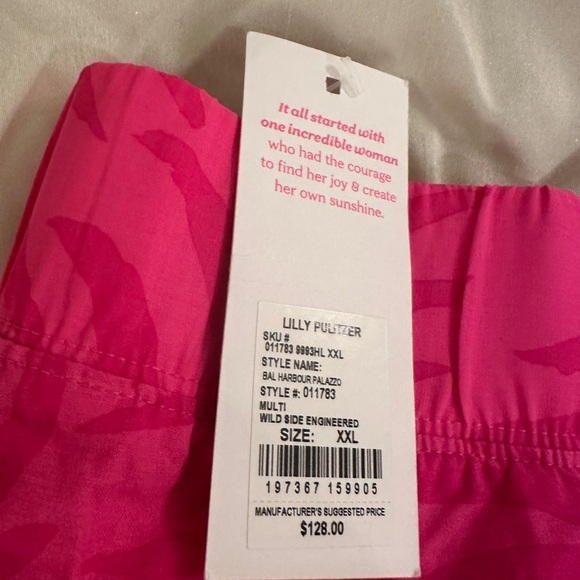 It all started with
one incredible woman
who had the courage
to find her joy & create
her own sunshine.
LILLY PULITZER
SKU #
011783 9993HL XXL
STYLE NAME:
BAL HARBOUR PALAZZO
STYLE #: 011783
MULTI
WILD SIDE ENGINEERED
SIZE: XXL
197367 159905
MANUFACTURER'S SUGGESTED PRICE
$128.00